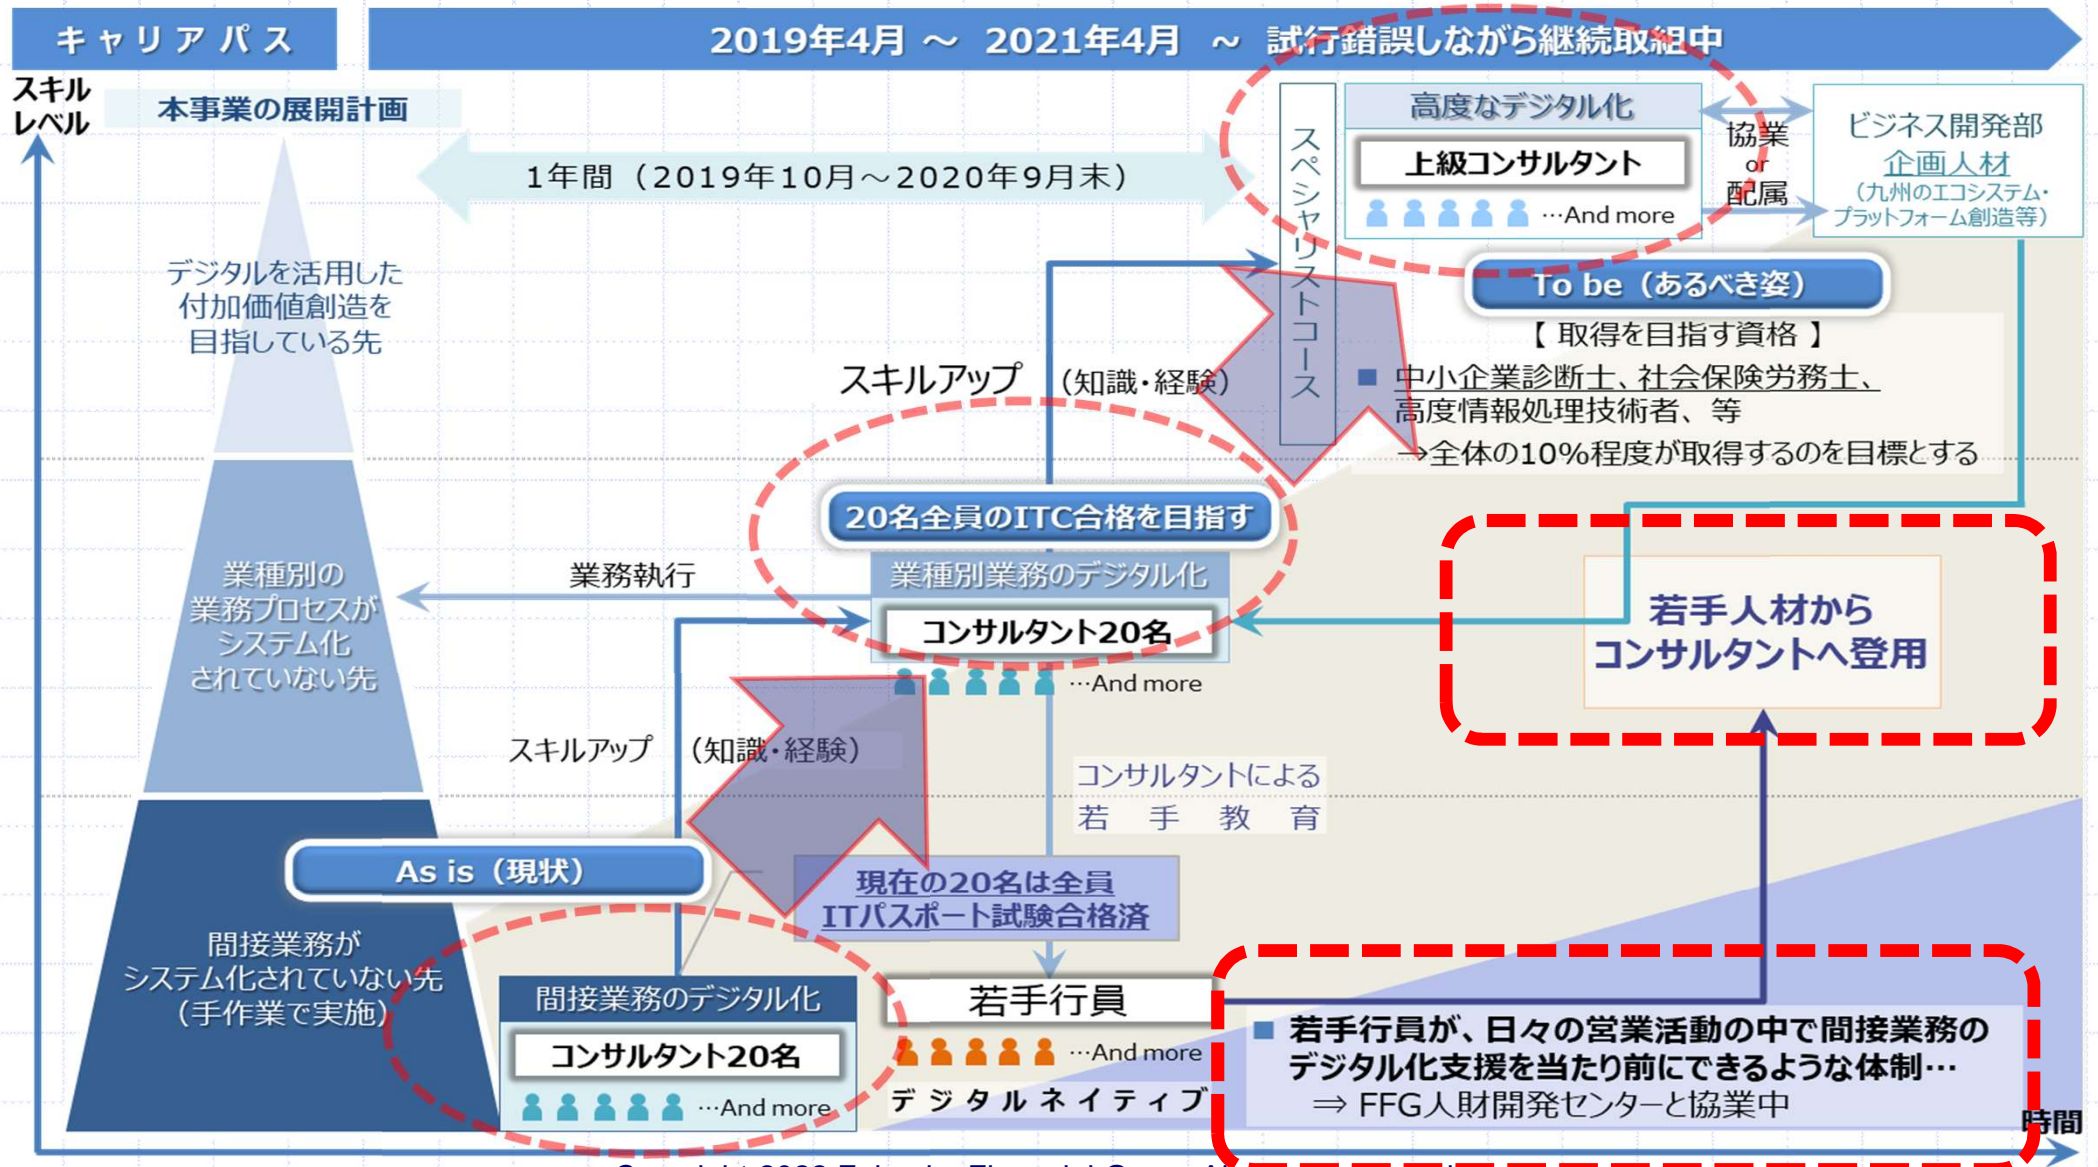 キャリアパス
2019年4月 ～ 2021年4月 ～ 試行錯誤しながら継続取組中
スキル
レベル
本事業の展開計画
1年間（2019年10月～2020年9月末）
スペシャリストコース
高度なデジタル化
上級コンサルタント
…And more
協業
or
配属
ビジネス開発部
企画人材
（九州のエコシステム・
プラットフォーム創造等）
To be（あるべき姿）
【 取得を目指す資格 】
■ 中小企業診断士、社会保険労務士、
高度情報処理技術者、等
→全体の10%程度が取得するのを目標とする
デジタルを活用した
付加価値創造を
目指している先
スキルアップ （知識・経験）
20名全員のITC合格を目指す
業種別業務のデジタル化
コンサルタント20名
…And more
業務執行
業種別の
業務プロセスが
システム化
されていない先
若手人材から
コンサルタントへ登用
スキルアップ （知識・経験）
コンサルタントによる
若手教育
As is（現状）
現在の20名は全員
ITパスポート試験合格済
間接業務が
システム化されていない先
（手作業で実施）
間接業務のデジタル化
コンサルタント20名
…And more
若手行員
…And more
デジタルネイティブ
■ 若手行員が、日々の営業活動の中で間接業務の
デジタル化支援を当たり前にできるような体制…
⇒ FFG人財開発センターと協業中
時間